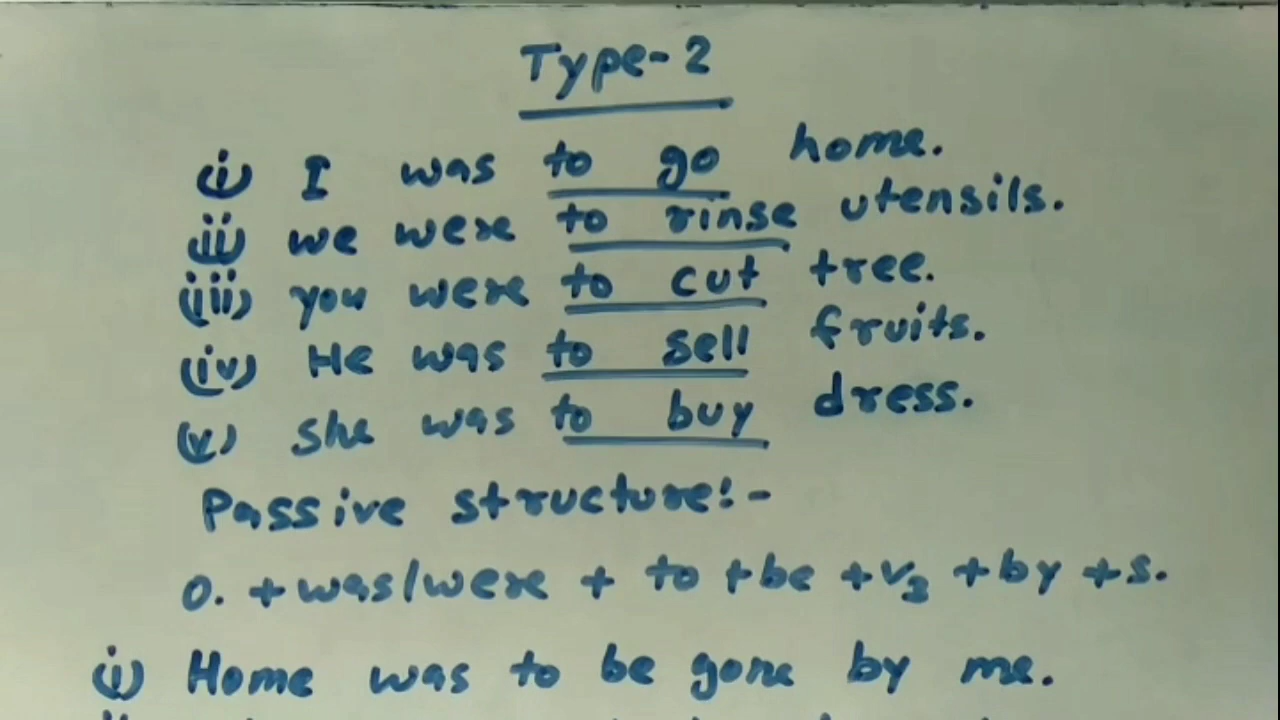 Type-2
(i) I was to go home.
(ii) we were to rinse utensils.
(iii) you were to cut tree.
(iv) He was to sell fruits.
(v) she was to buy dress.
Passive structure:-
O. + was/were + to + be + v3 + by + s.
(i) Home was to be gone by me.